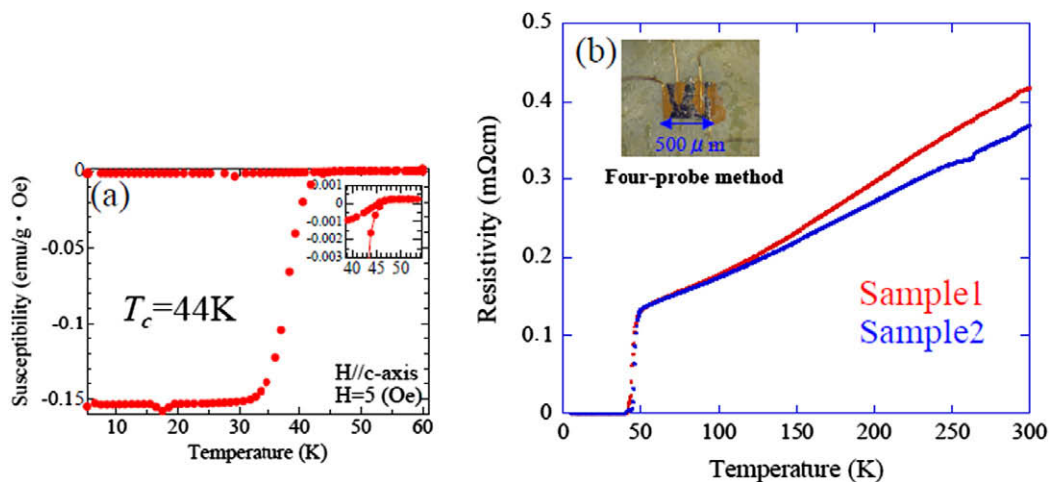 (a)
Susceptibility (emu/g・Oe)
0
-0.05
-0.1
-0.15
0.001
0
-0.001
-0.002
-0.003
40 45 50
T_c=44K
H//c-axis
H=5 (Oe)
10 20 30 40 50 60
Temperature (K)
(b)
Resistivity (mΩcm)
0.5
0.4
0.3
0.2
0.1
0
500 μ m
Four-probe method
Sample1
Sample2
0 50 100 150 200 250 300
Temperature (K)